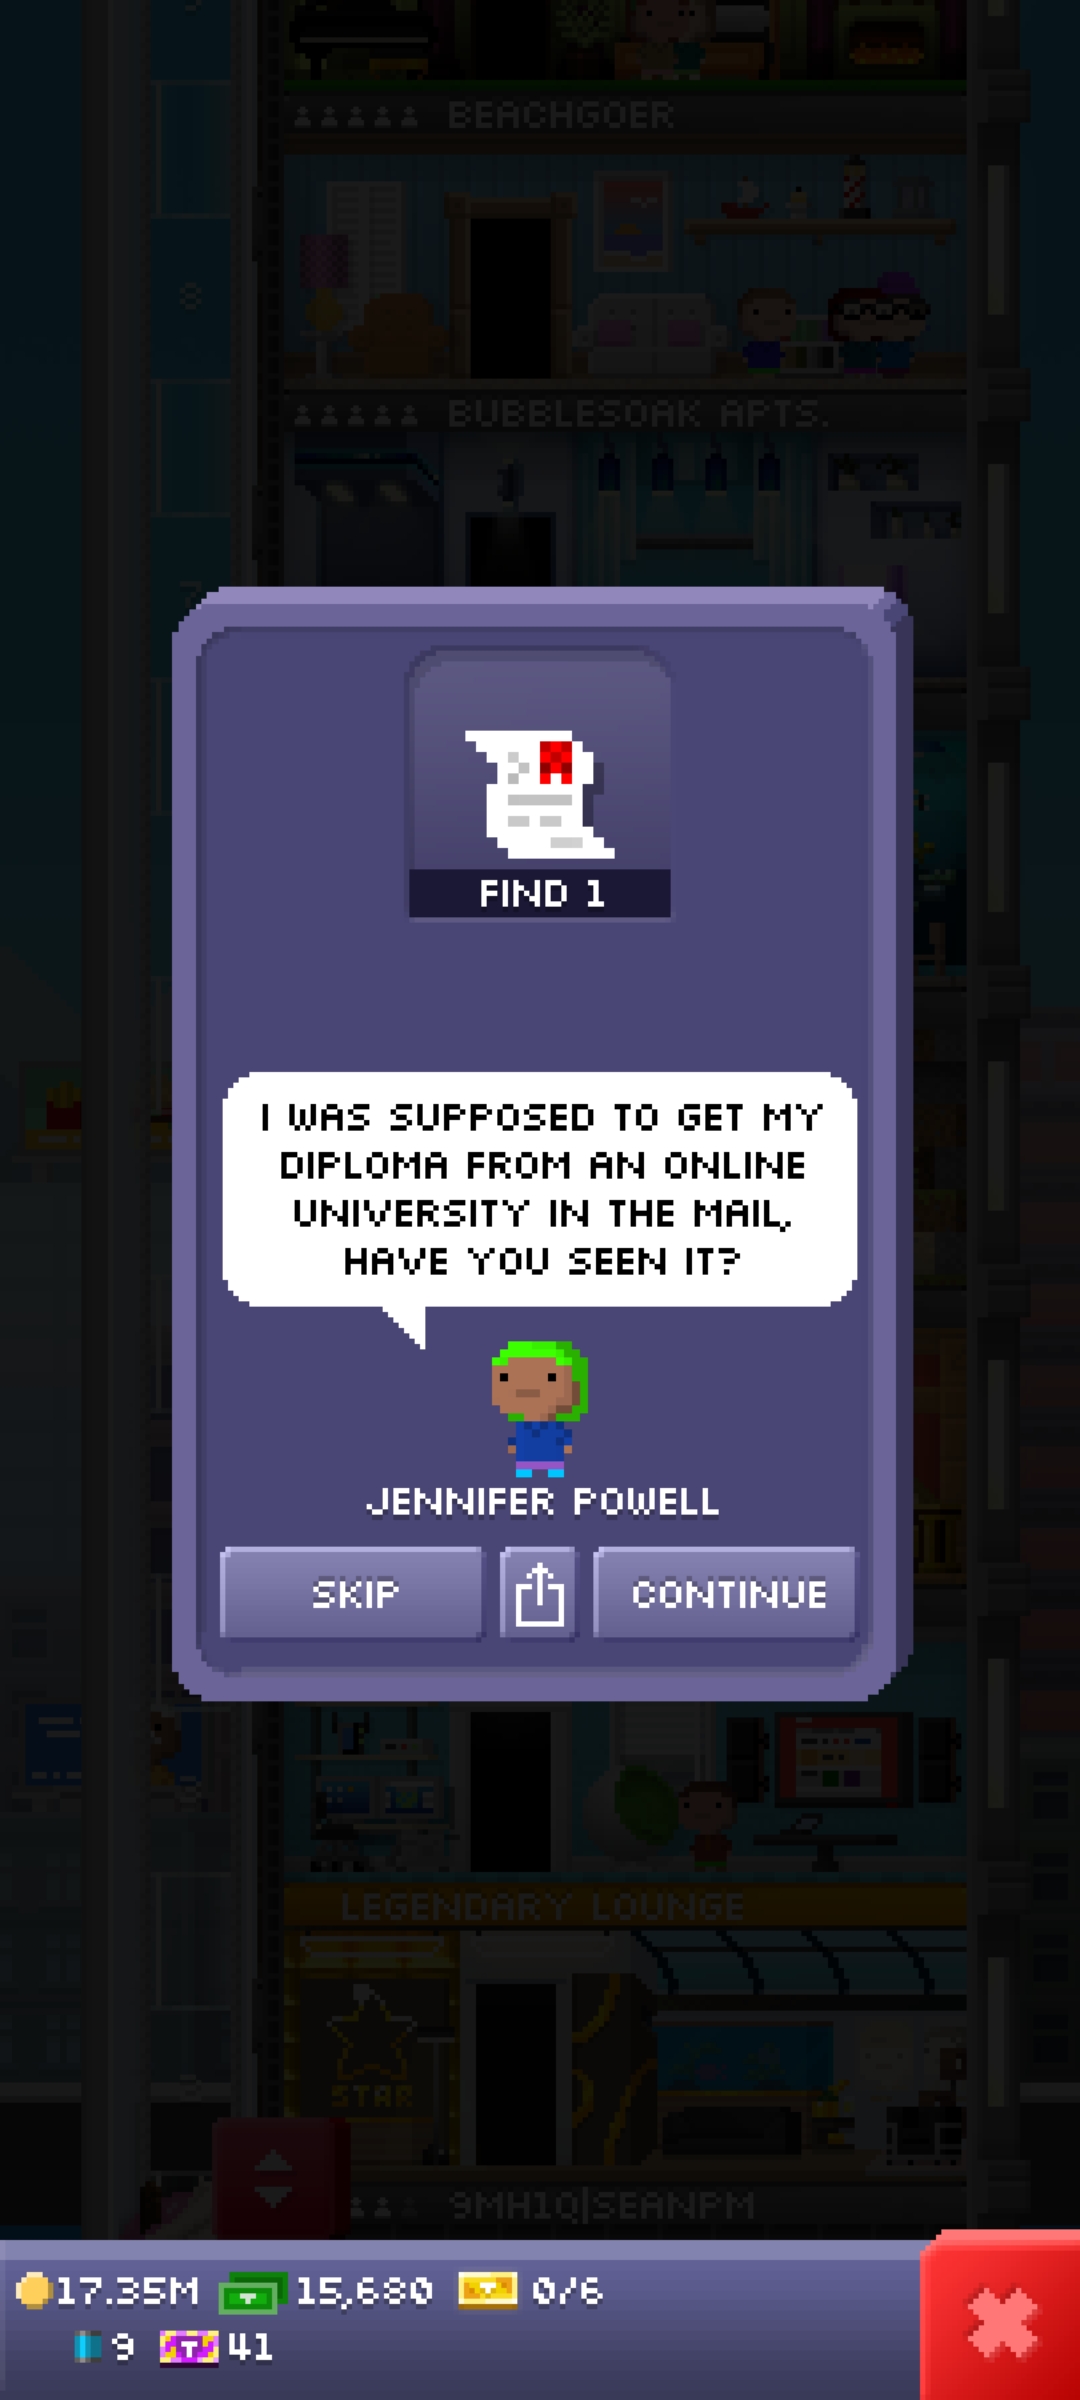 BEACHGOER
8
BUBBLESOAK APTS.
FIND 1
I WAS SUPPOSED TO GET MY
DIPLOMA FROM AN ONLINE
UNIVERSITY IN THE MAIL,
HAVE YOU SEEN IT?
JENNIFER POWELL
SKIP
CONTINUE
LEGENDARY LOUNGE
STAR
9MH1Q|SEANPM
17.35M 15,680 0/6
9 41